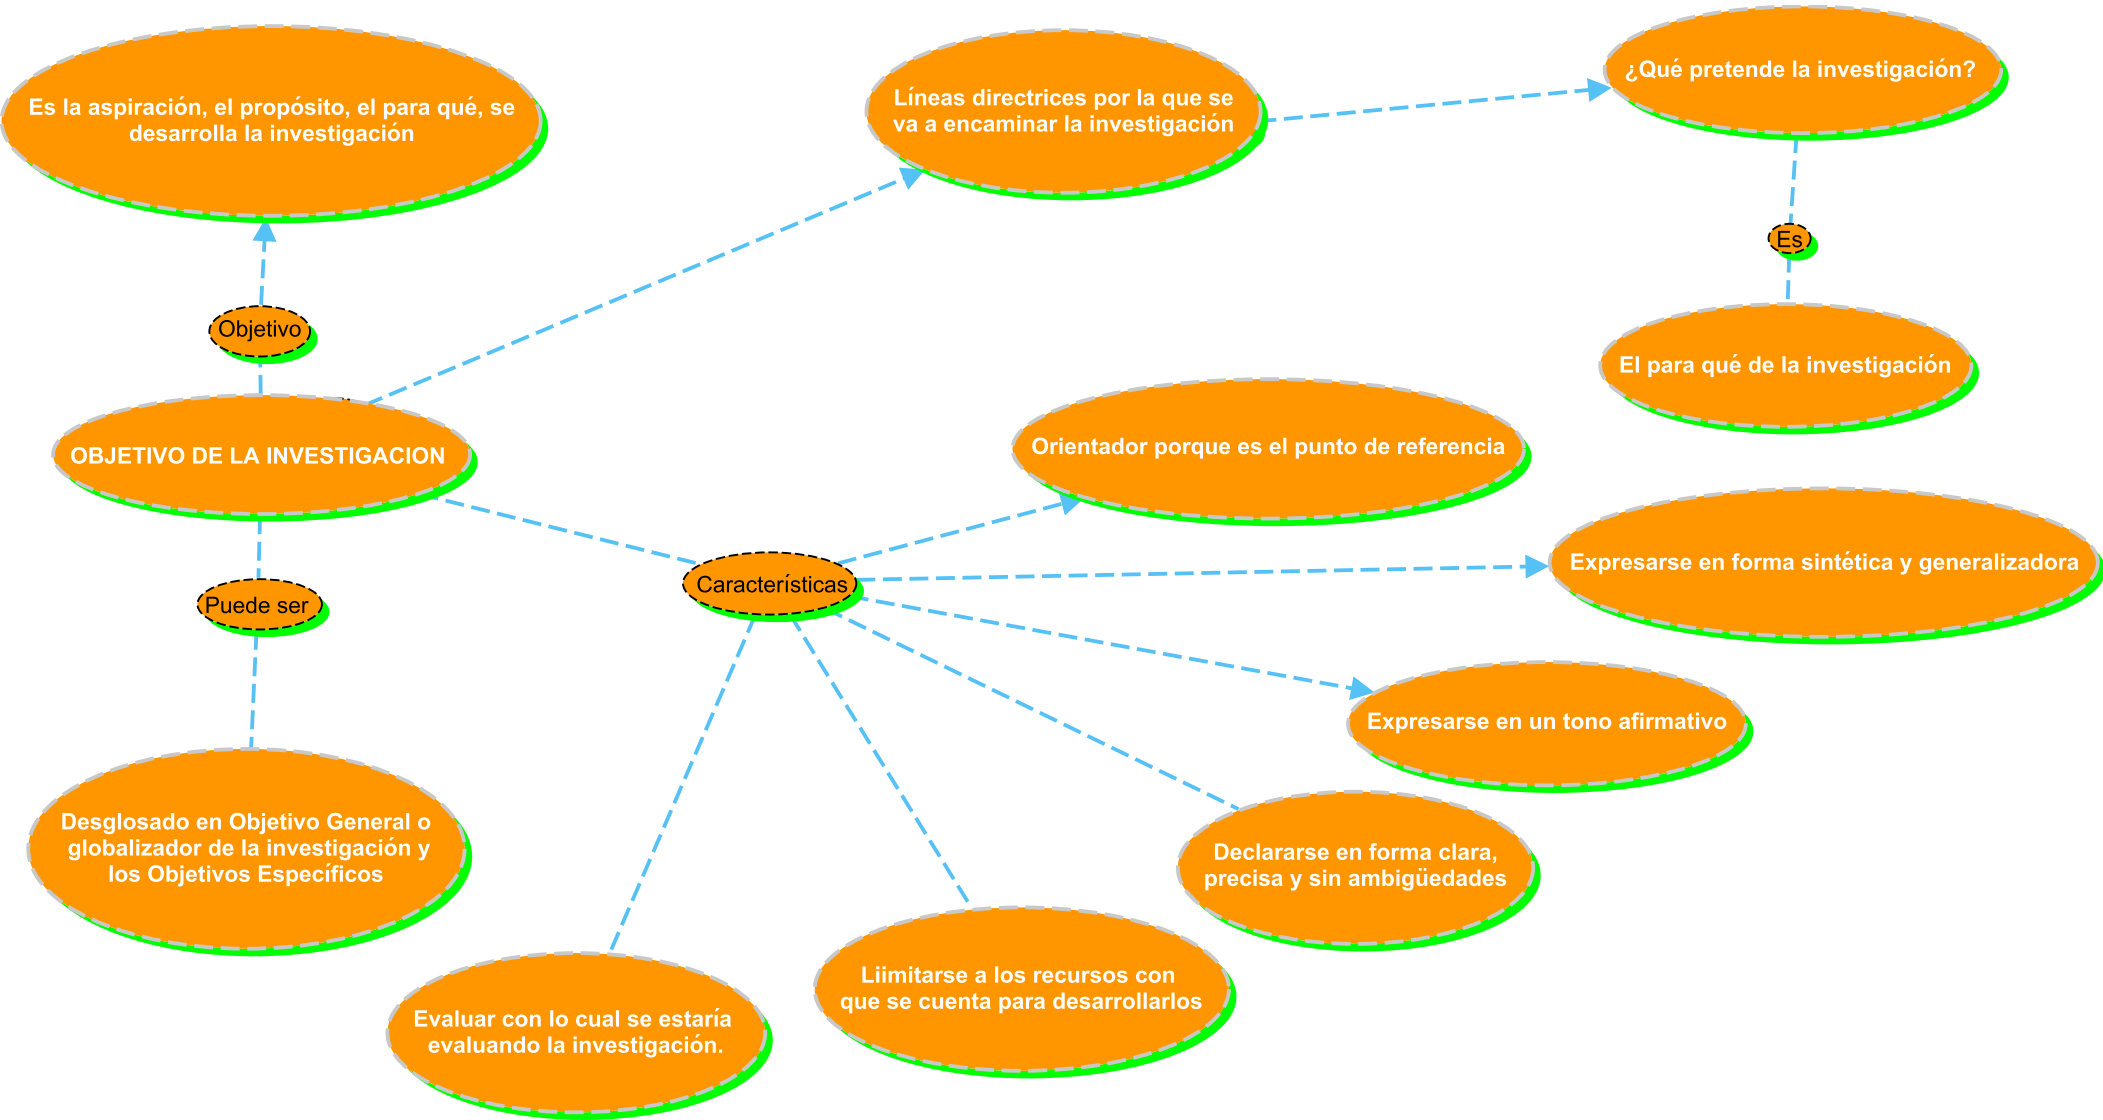 Es la aspiración, el propósito, el para qué, se
desarrolla la investigación
Líneas directrices por la que se
va a encaminar la investigación
¿Qué pretende la investigación?
Es
El para qué de la investigación
Objetivo
OBJETIVO DE LA INVESTIGACION
Orientador porque es el punto de referencia
Características
Expresarse en forma sintética y generalizadora
Puede ser
Expresarse en un tono afirmativo
Desglosado en Objetivo General o
globalizador de la investigación y
los Objetivos Específicos
Declararse en forma clara,
precisa y sin ambigüedades
Liimitarse a los recursos con
que se cuenta para desarrollarlos
Evaluar con lo cual se estaría
evaluando la investigación.